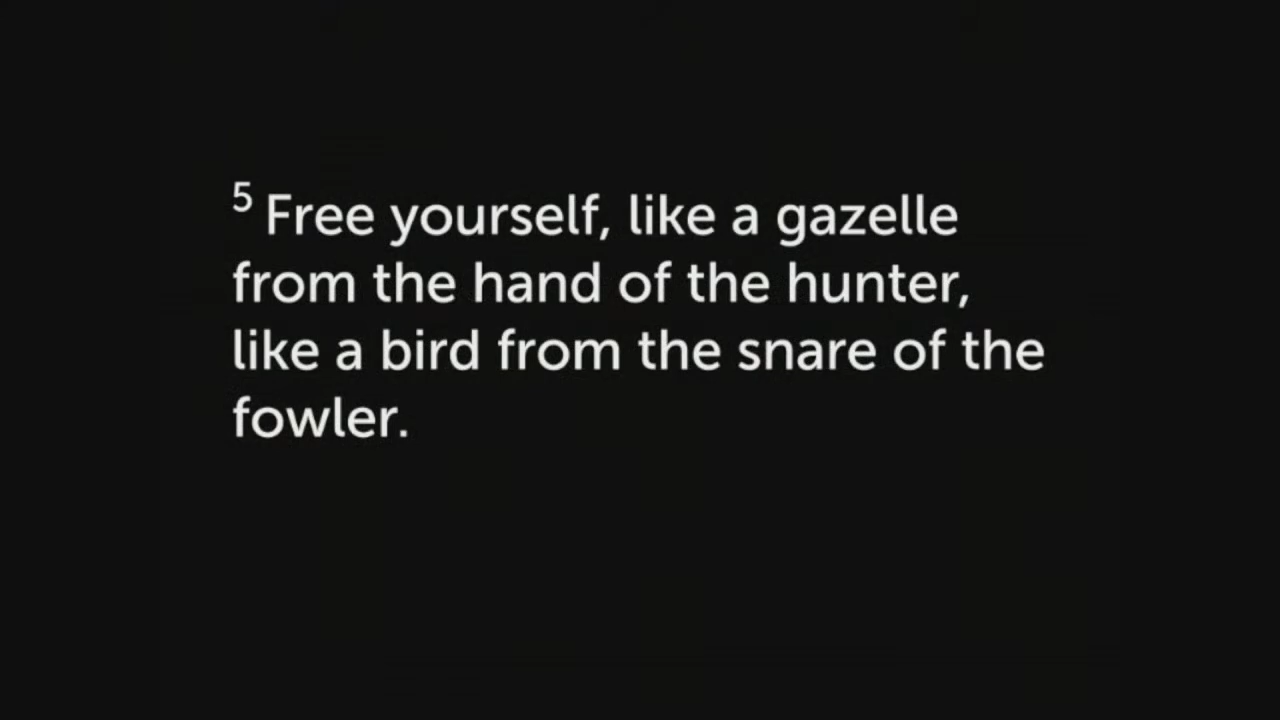 5 Free yourself, like a gazelle
from the hand of the hunter,
like a bird from the snare of the
fowler.